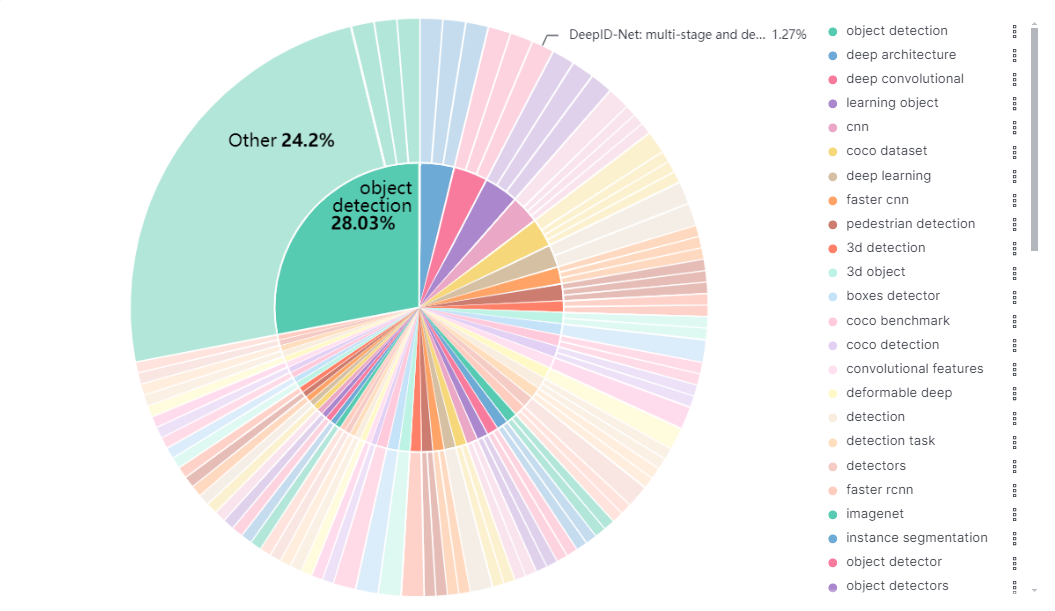 DeepID-Net: multi-stage and de... 1.27%
Other 24.2%
object
detection
28.03%
object detection
deep architecture
deep convolutional
learning object
cnn
coco dataset
deep learning
faster cnn
pedestrian detection
3d detection
3d object
boxes detector
coco benchmark
coco detection
convolutional features
deformable deep
detection
detection task
detectors
faster rcnn
imagenet
instance segmentation
object detector
object detectors